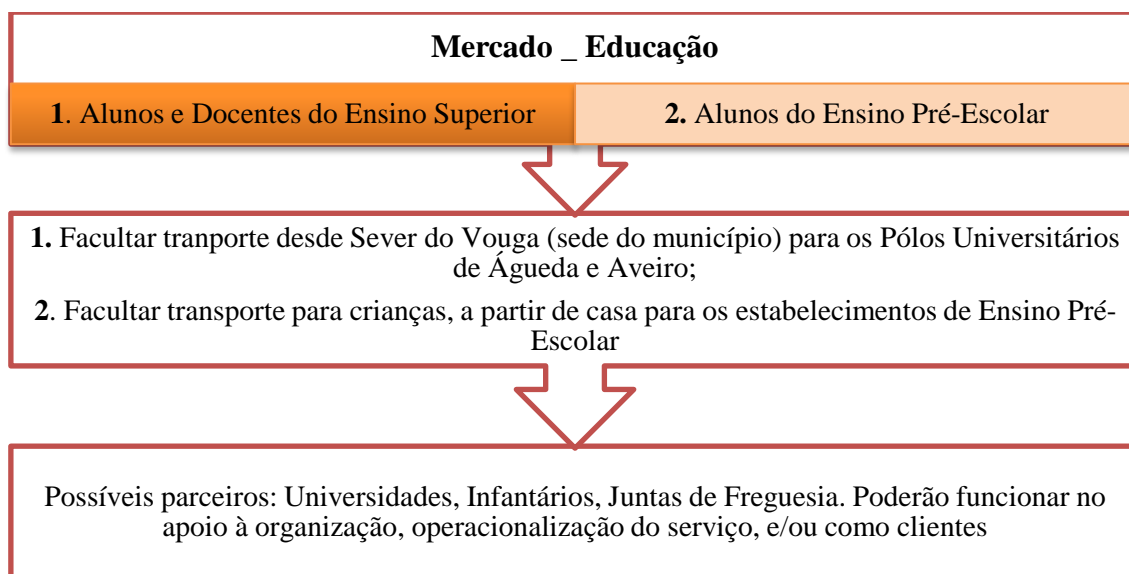 Mercado _ Educação
1. Alunos e Docentes do Ensino Superior
2. Alunos do Ensino Pré-Escolar
1. Facultar tranporte desde Sever do Vouga (sede do município) para os Pólos Universitários
de Águeda e Aveiro;
2. Facultar transporte para crianças, a partir de casa para os estabelecimentos de Ensino Pré-
Escolar
Possíveis parceiros: Universidades, Infantários, Juntas de Freguesia. Poderão funcionar no
apoio à organização, operacionalização do serviço, e/ou como clientes